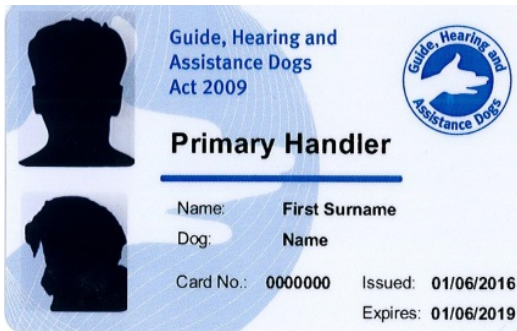 Guide, Hearing and
Assistance Dogs
Act 2009
Guide, Hearing and
Assistance Dogs
Primary Handler
Name: First Surname
Dog: Name
Card No.: 0000000 Issued: 01/06/2016
Expires: 01/06/2019